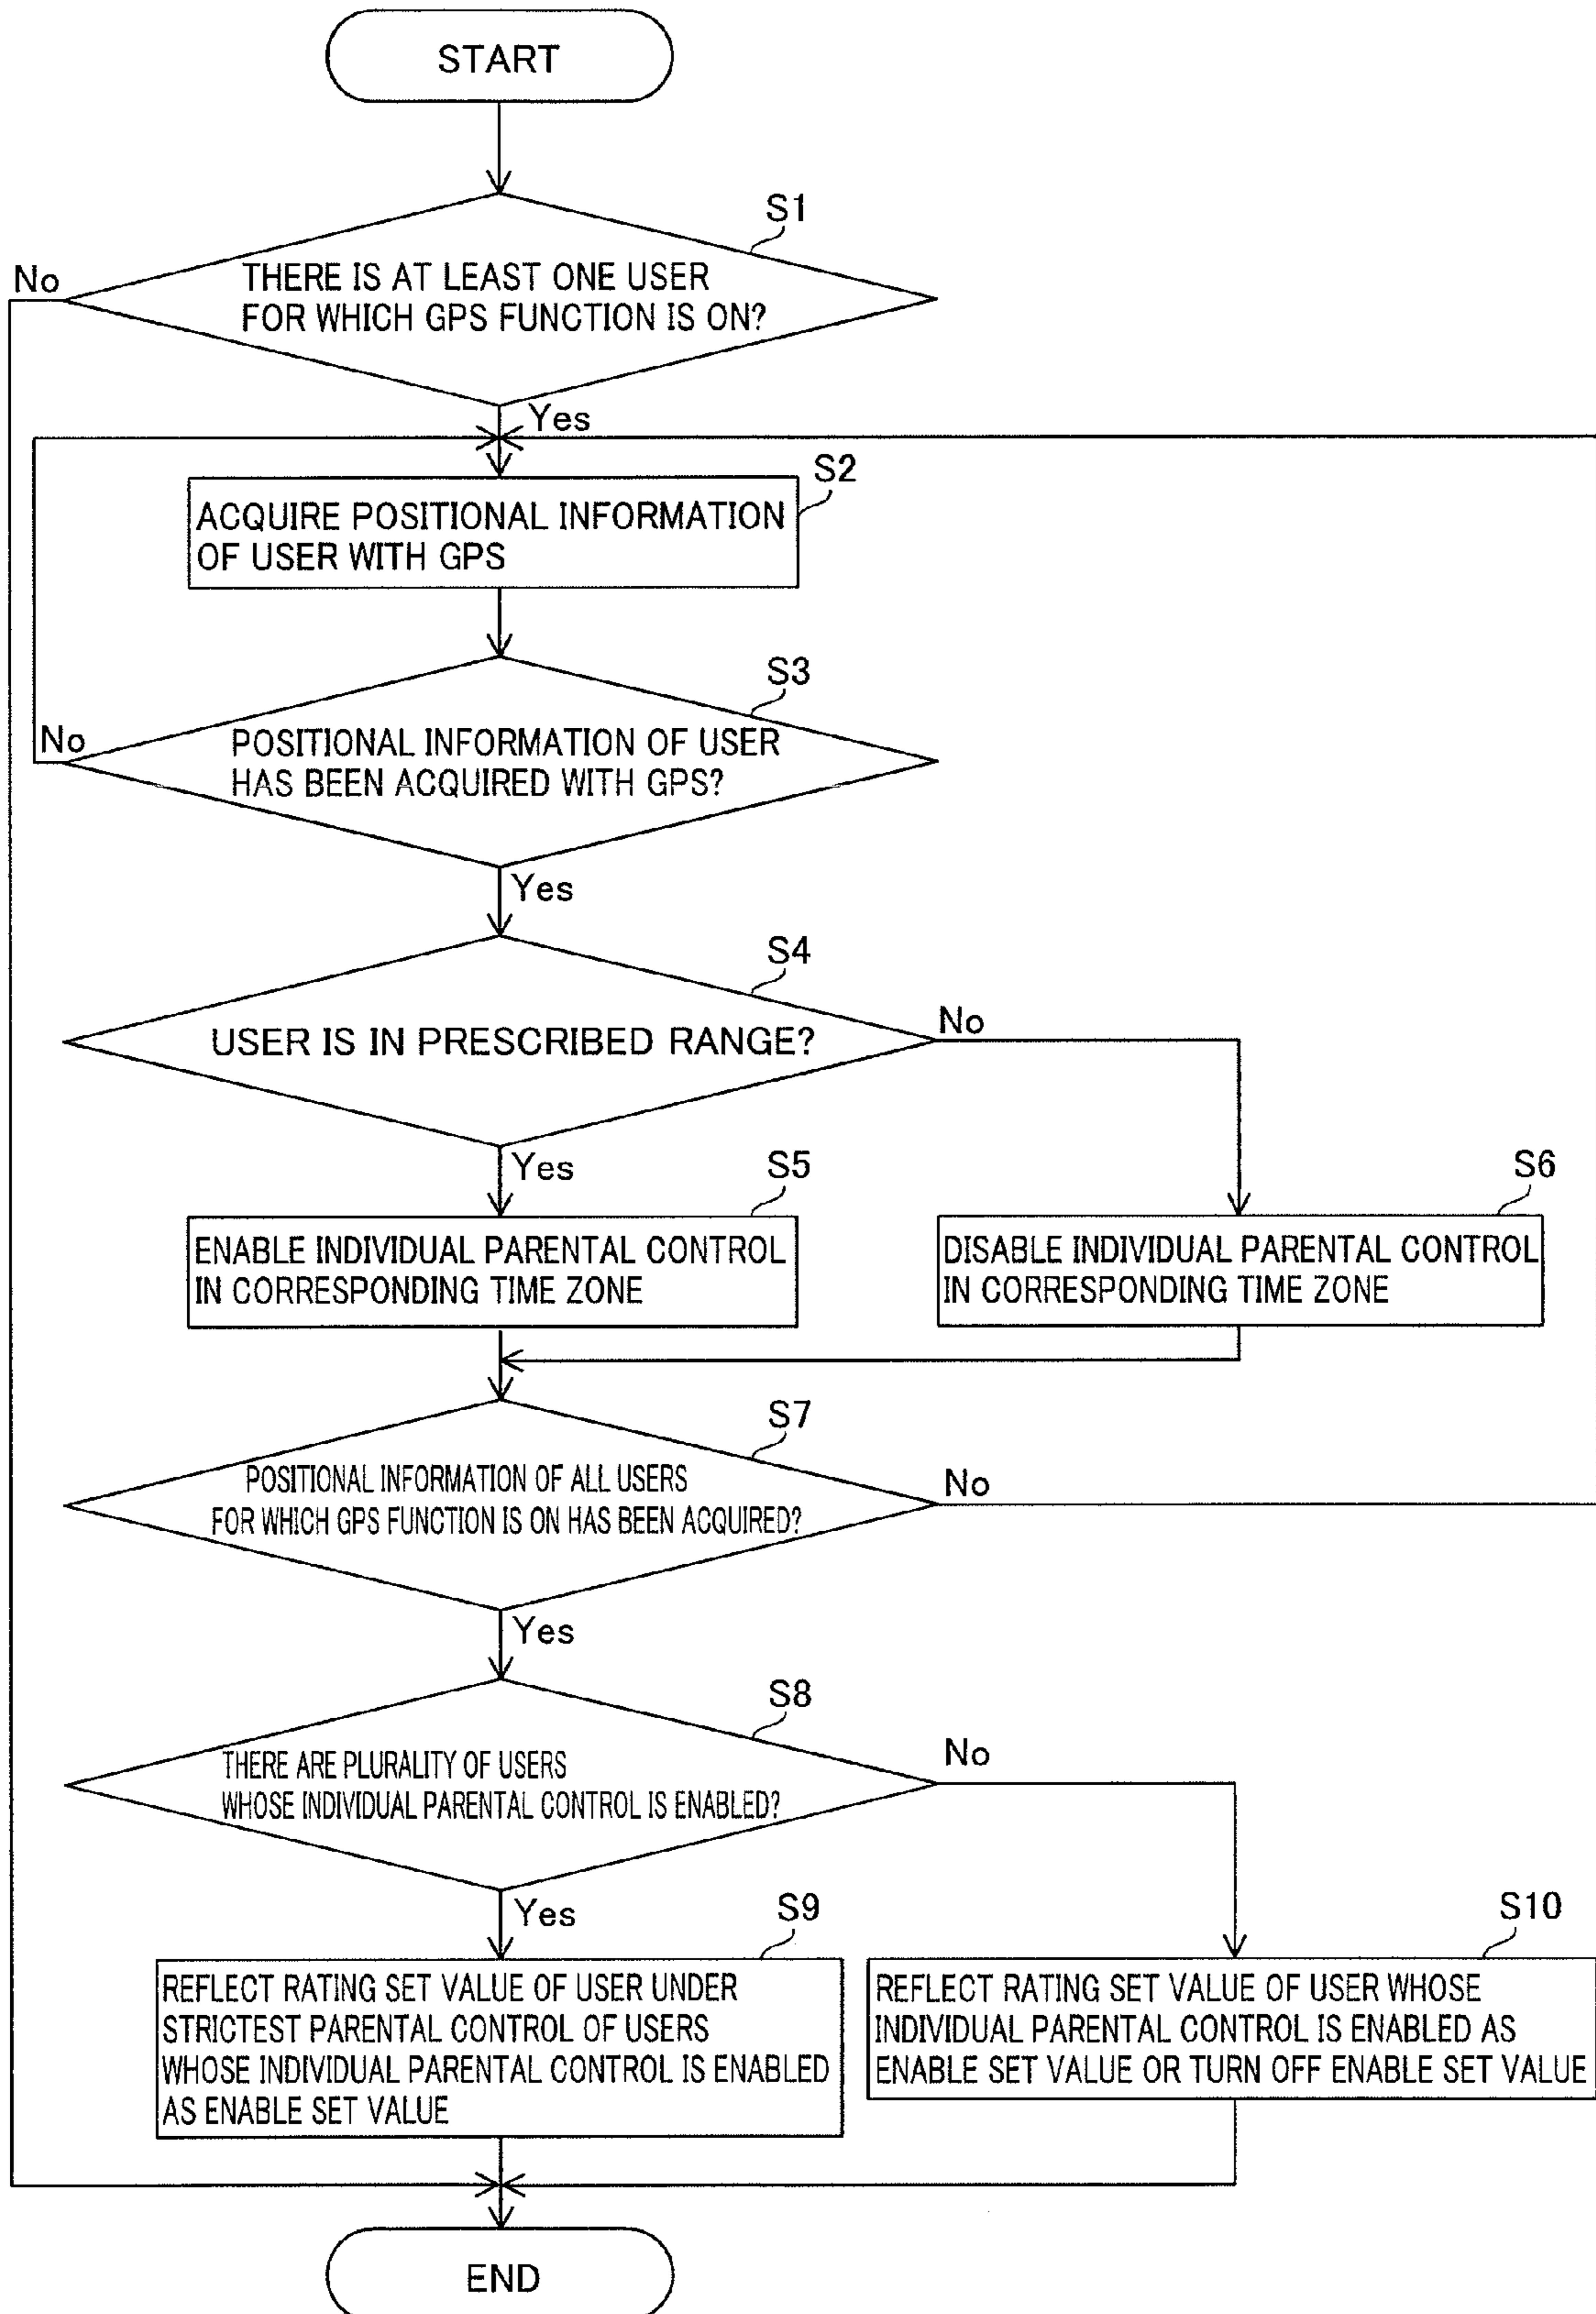 START
S1
No
THERE IS AT LEAST ONE USER
FOR WHICH GPS FUNCTION IS ON?
Yes
S2
ACQUIRE POSITIONAL INFORMATION
OF USER WITH GPS
S3
No
POSITIONAL INFORMATION OF USER
HAS BEEN ACQUIRED WITH GPS?
Yes
S4
No
USER IS IN PRESCRIBED RANGE?
Yes
S5
S6
ENABLE INDIVIDUAL PARENTAL CONTROL
IN CORRESPONDING TIME ZONE
DISABLE INDIVIDUAL PARENTAL CONTROL
IN CORRESPONDING TIME ZONE
S7
POSITIONAL INFORMATION OF ALL USERS
FOR WHICH GPS FUNCTION IS ON HAS BEEN ACQUIRED?
No
Yes
S8
THERE ARE PLURALITY OF USERS
WHOSE INDIVIDUAL PARENTAL CONTROL IS ENABLED?
No
Yes
S9
S10
REFLECT RATING SET VALUE OF USER UNDER
STRICTEST PARENTAL CONTROL OF USERS
WHOSE INDIVIDUAL PARENTAL CONTROL IS ENABLED
AS ENABLE SET VALUE
REFLECT RATING SET VALUE OF USER WHOSE
INDIVIDUAL PARENTAL CONTROL IS ENABLED AS
ENABLE SET VALUE OR TURN OFF ENABLE SET VALUE
END